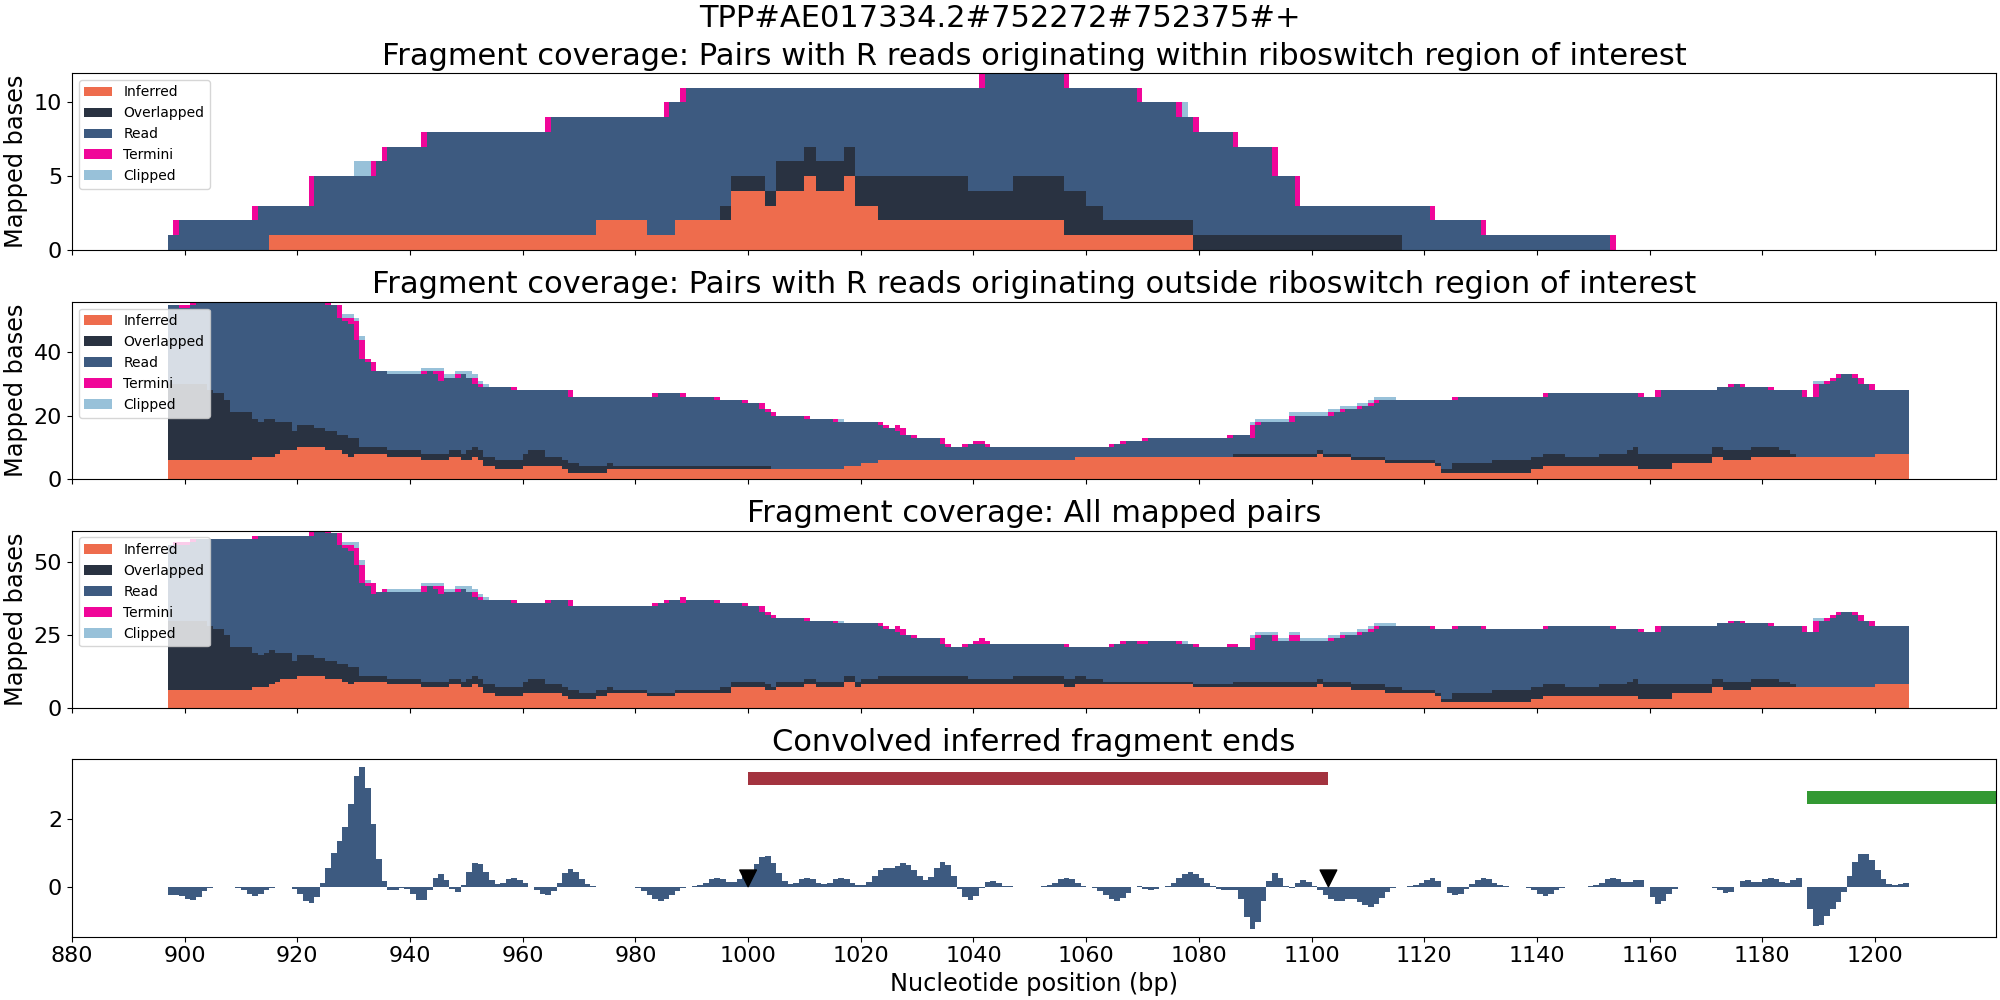 TPP#AE017334.2#752272#752375#+
Fragment coverage: Pairs with R reads originating within riboswitch region of interest
Mapped bases
10
5
0
Inferred
Overlapped
Read
Termini
Clipped
Fragment coverage: Pairs with R reads originating outside riboswitch region of interest
Mapped bases
40
20
0
Inferred
Overlapped
Read
Termini
Clipped
Fragment coverage: All mapped pairs
Mapped bases
50
25
0
Inferred
Overlapped
Read
Termini
Clipped
Convolved inferred fragment ends
2
0
880 900 920 940 960 980 1000 1020 1040 1060 1080 1100 1120 1140 1160 1180 1200
Nucleotide position (bp)